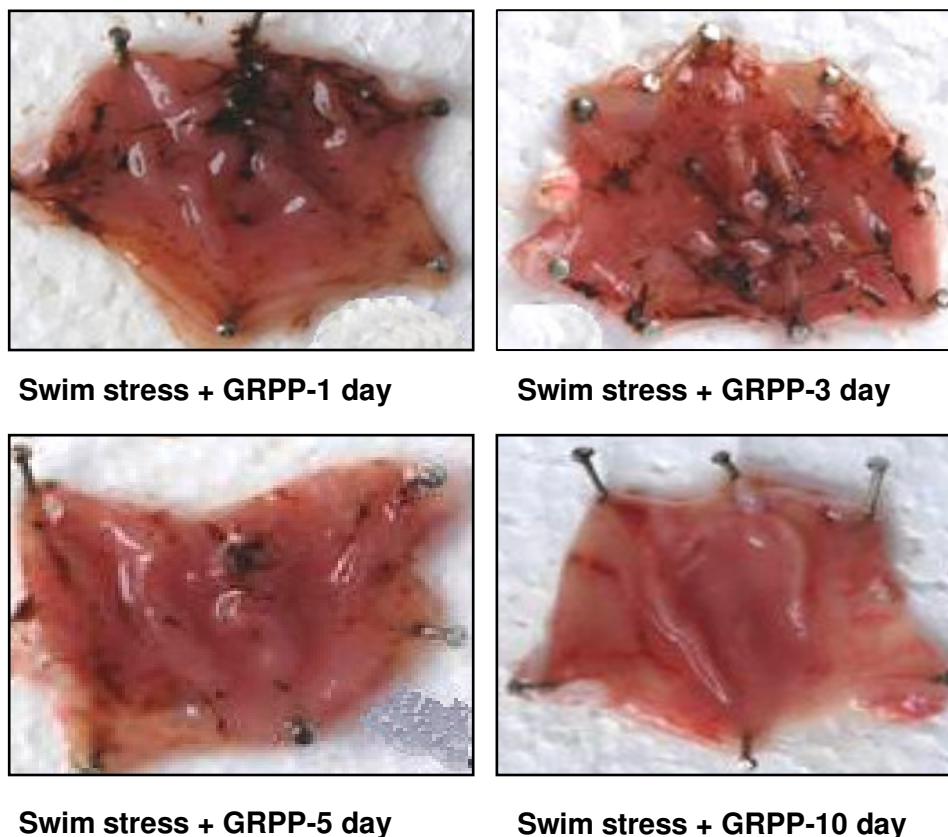 Swim stress + GRPP-1 day
Swim stress + GRPP-3 day
Swim stress + GRPP-5 day
Swim stress + GRPP-10 day